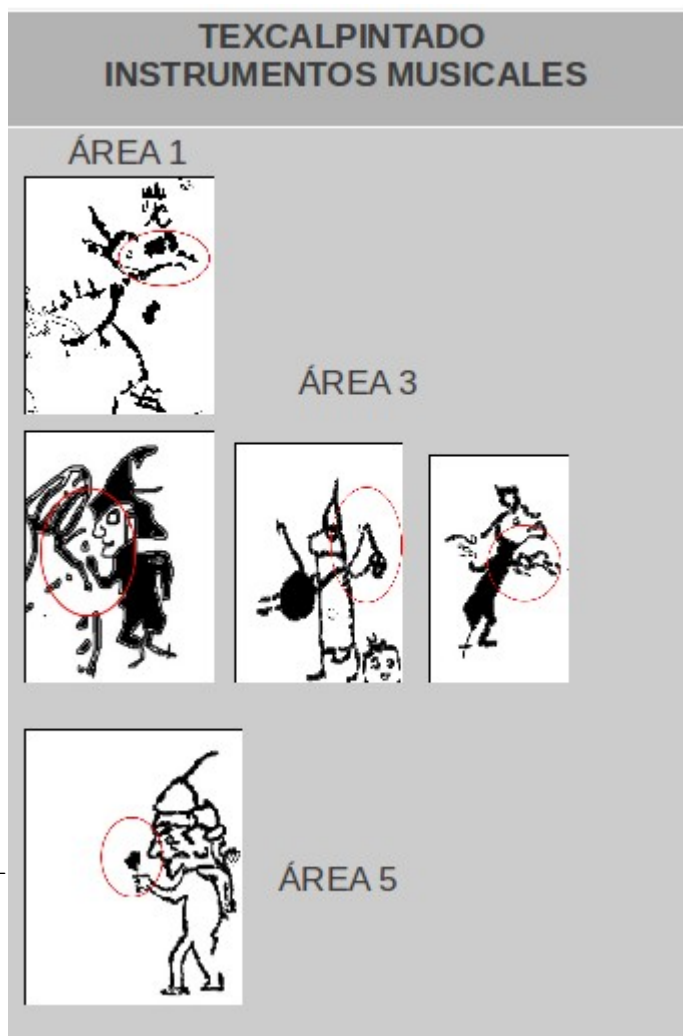 TEXCALPINTADO
INSTRUMENTOS MUSICALES
ÁREA 1
ÁREA 3
ÁREA 5